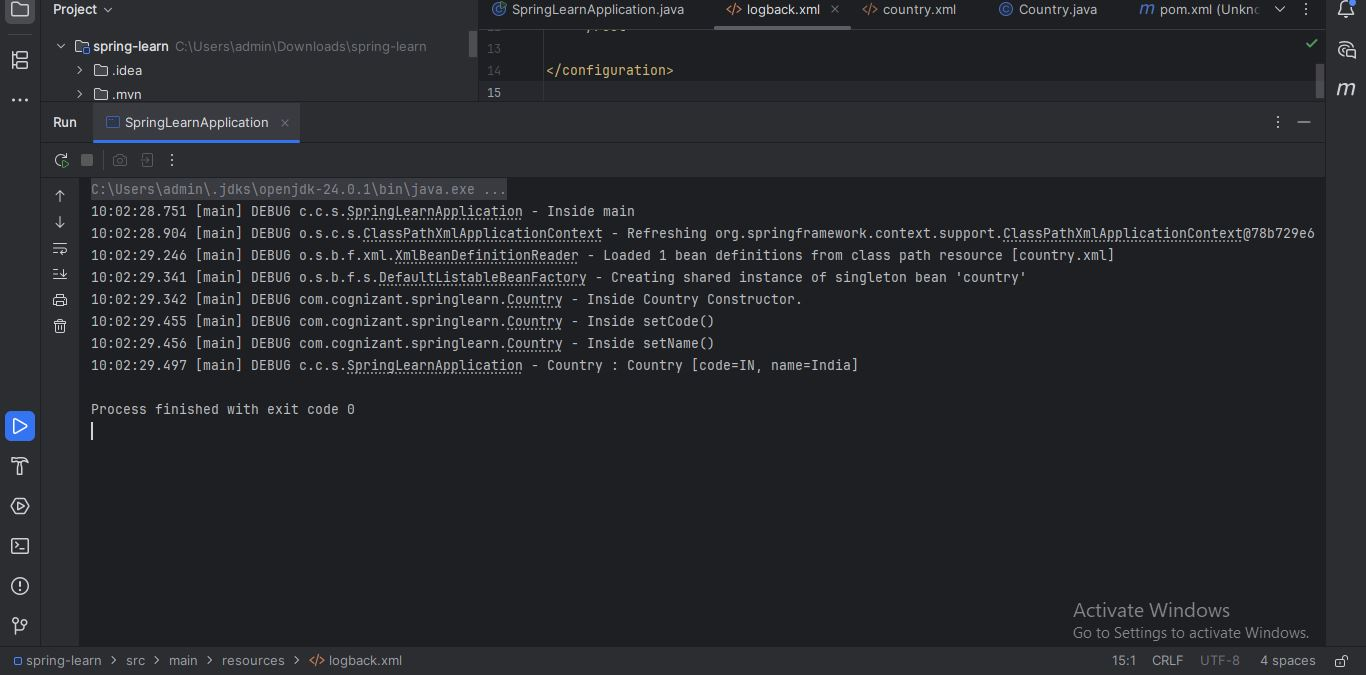 Project
SpringLearnApplication.java
logback.xml
country.xml
Country.java
pom.xml (Unkno
spring-learn C:\Users\admin\Downloads\spring-learn
.idea
.mvn
13
14 </configuration>
15
Run
SpringLearnApplication
C:\Users\admin\.jdks\openjdk-24.0.1\bin\java.exe ...
10:02:28.751 [main] DEBUG c.c.s.SpringLearnApplication - Inside main
10:02:28.904 [main] DEBUG o.s.c.s.ClassPathXmlApplicationContext - Refreshing org.springframework.context.support.ClassPathXmlApplicationContext@78b729e6
10:02:29.246 [main] DEBUG o.s.b.f.xml.XmlBeanDefinitionReader - Loaded 1 bean definitions from class path resource [country.xml]
10:02:29.341 [main] DEBUG o.s.b.f.s.DefaultListableBeanFactory - Creating shared instance of singleton bean 'country'
10:02:29.342 [main] DEBUG com.cognizant.springlearn.Country - Inside Country Constructor.
10:02:29.455 [main] DEBUG com.cognizant.springlearn.Country - Inside setCode()
10:02:29.456 [main] DEBUG com.cognizant.springlearn.Country - Inside setName()
10:02:29.497 [main] DEBUG c.c.s.SpringLearnApplication - Country : Country [code=IN, name=India]
Process finished with exit code 0
Activate Windows
Go to Settings to activate Windows.
spring-learn > src > main > resources > logback.xml
15:1 CRLF UTF-8 4 spaces